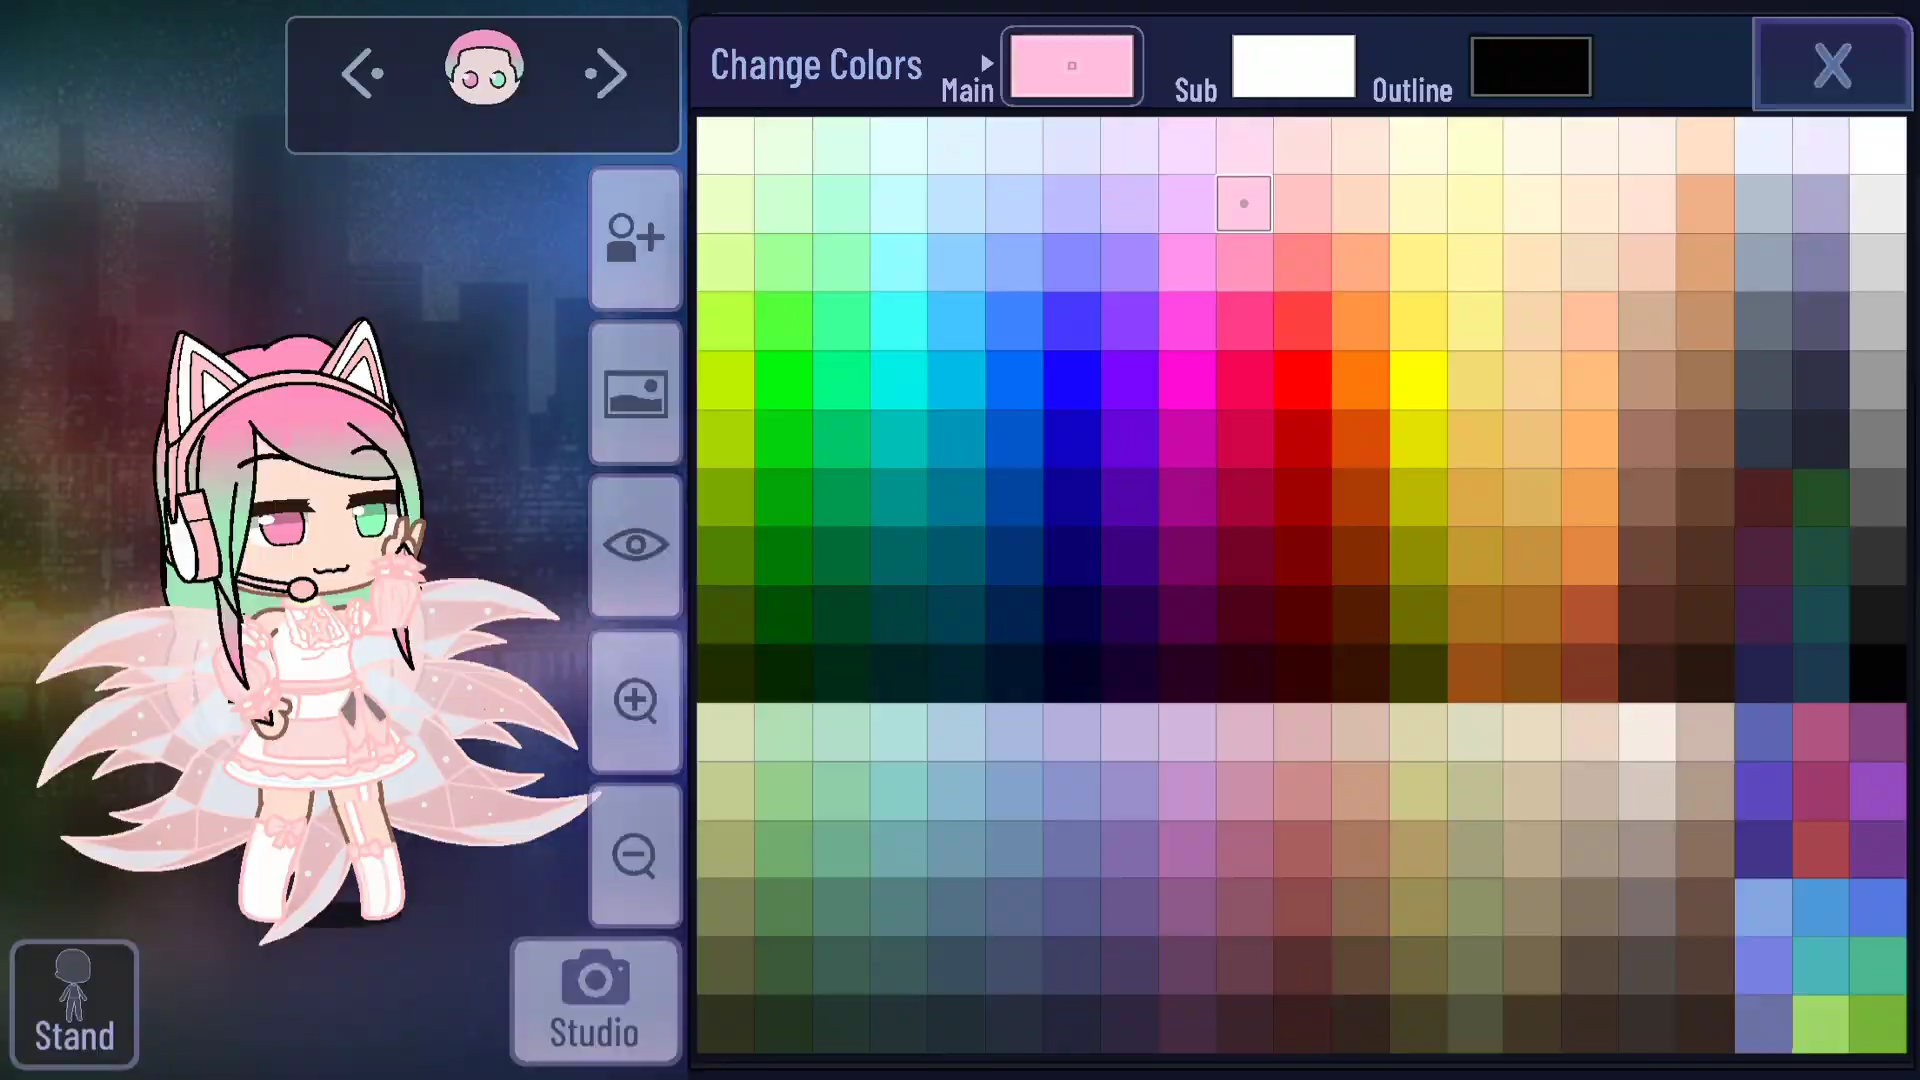 Change Colors
Main
Sub
Outline
X
Stand
Studio